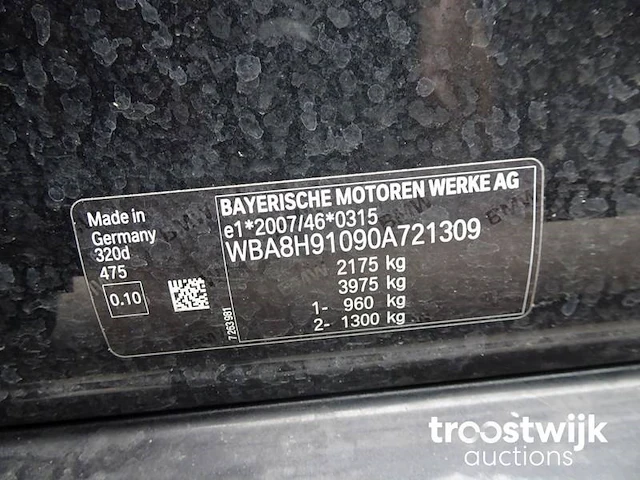 Made in
Germany
320d
475
0.10
7 263 981
BAYERISCHE MOTOREN WERKE AG
e1*2007/46*0315
WBA8H91090A721309
2175 kg
3975 kg
1- 960 kg
2- 1300 kg
troostwijk
auctions